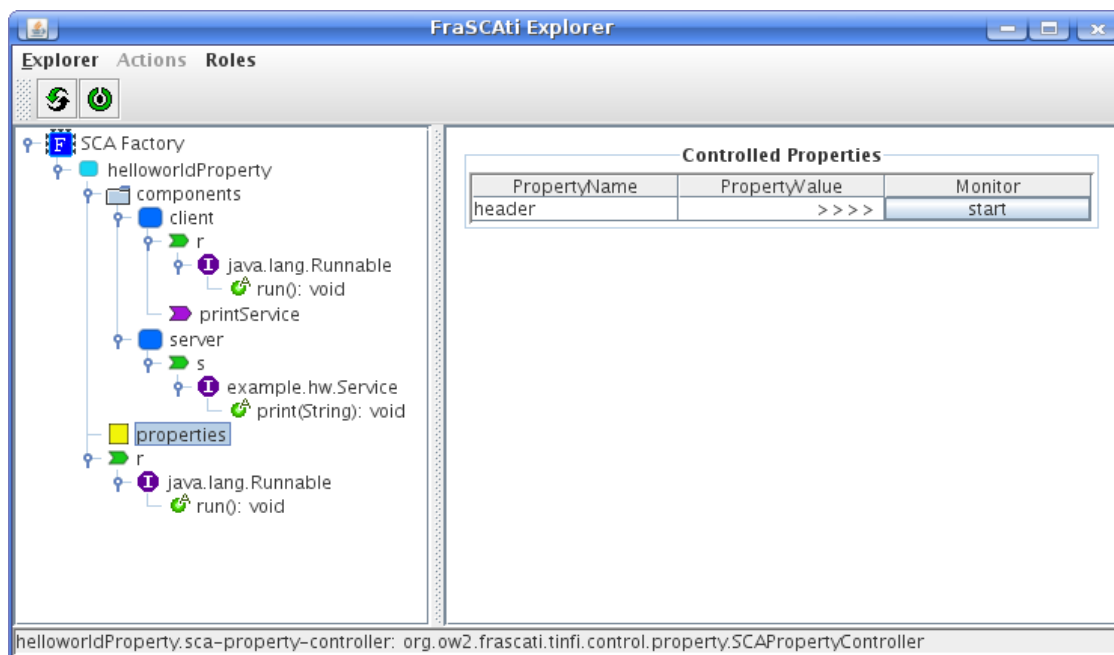 FraSCAti Explorer
Explorer Actions Roles
F SCA Factory
helloworldProperty
components
client
r
I java.lang.Runnable
A run(): void
printService
server
s
I example.hw.Service
A print(String): void
properties
r
I java.lang.Runnable
A run(): void
Controlled Properties
PropertyName PropertyValue Monitor
header >>>> start
helloworldProperty.sca-property-controller: org.ow2.frascati.tinfi.control.property.SCAPropertyController